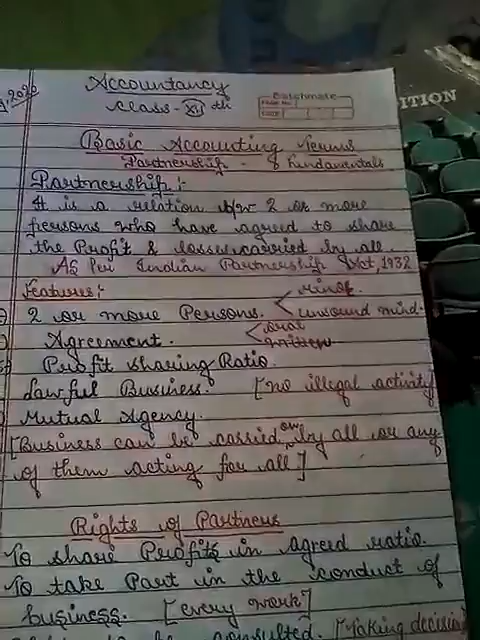 2020
Accountancy
Class - XII th
Batchmate
ITION
Basic Accounting Terms
Partnership - Fundamentals
Partnership :-
It is a relation b/w 2 or more
persons who have agreed to share
the Profit & losses carried by all.
As Per Indian Partnership Act, 1932
Features :-
2 or more Persons. < minor unsound mind.
Agreement. < oral written
Profit sharing Ratio.
Lawful Business. [no illegal activity
Mutual Agency.
[Business can be carried on by all or any
of them acting for all]
Rights of Partners
To share Profits in agreed ratio.
To take Part in the conduct of
business. [every work]
consulted. [Taking decision